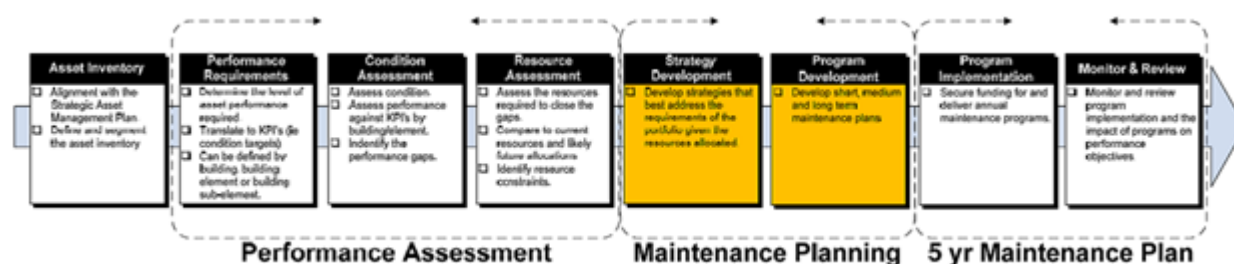 Asset Inventory
❑ Alignment with the
Strategic Asset
Management Plan.
❑ Define and segment
the asset inventory
Performance
Requirements
❑ Determine the level of
asset performance
required.
❑ Translate to KPI's (ie
condition targets)
❑ Can be defined by
building, building
element or building
sub-element.
Condition
Assessment
❑ Assess condition.
❑ Assess performance
against KPI's by
building/element.
❑ Indentify the
performance gaps.
Resource
Assessment
❑ Assess the resources
required to close the
gaps.
❑ Compare to current
resources and likely
future allocations
❑ Identify resource
constraints.
Strategy
Development
❑ Develop strategies that
best address the
requirements of the
portfolio given the
resources allocated.
Program
Development
❑ Develop short, medium
and long term
maintenance plans
Program
Implementation
❑ Secure funding for and
deliver annual
maintenance programs.
Monitor & Review
❑ Monitor and review
program
implementation and the
impact of programs on
performance
objectives.
Performance Assessment
Maintenance Planning
5 yr Maintenance Plan